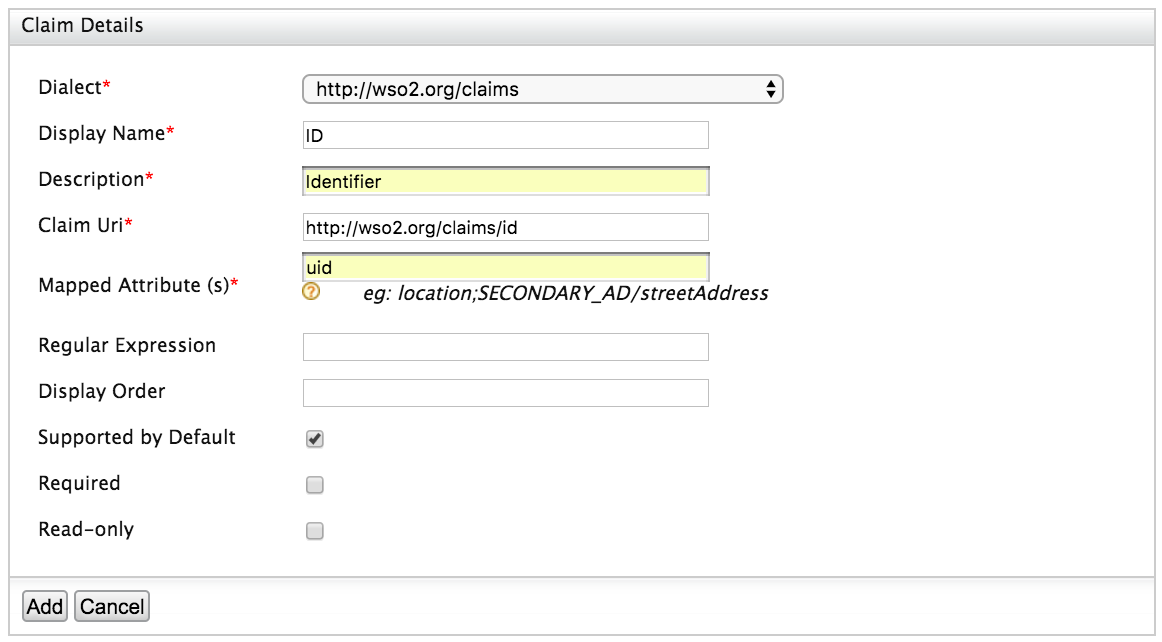 Claim Details
Dialect* http://wso2.org/claims
Display Name* ID
Description* Identifier
Claim Uri* http://wso2.org/claims/id
Mapped Attribute (s)* uid
? eg: location;SECONDARY_AD/streetAddress
Regular Expression
Display Order
Supported by Default
Required
Read-only
Add Cancel